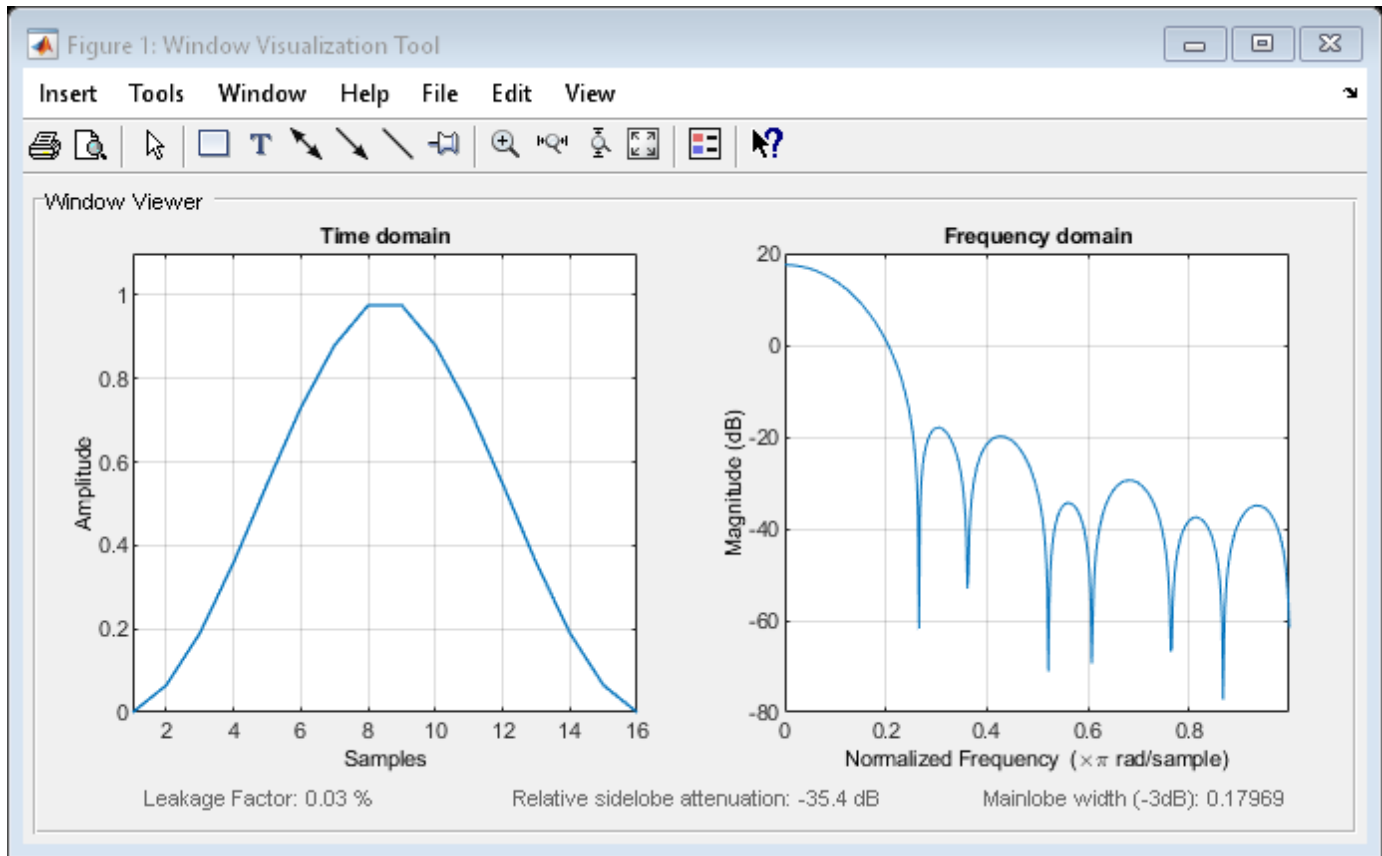 Figure 1: Window Visualization Tool
Insert Tools Window Help File Edit View
T
Window Viewer
Time domain
1
0.8
0.6
0.4
0.2
0
2 4 6 8 10 12 14 16
Amplitude
Samples
Frequency domain
20
0
-20
-40
-60
-80
0 0.2 0.4 0.6 0.8
Magnitude (dB)
Normalized Frequency (×π rad/sample)
Leakage Factor: 0.03 % Relative sidelobe attenuation: -35.4 dB Mainlobe width (-3dB): 0.17969